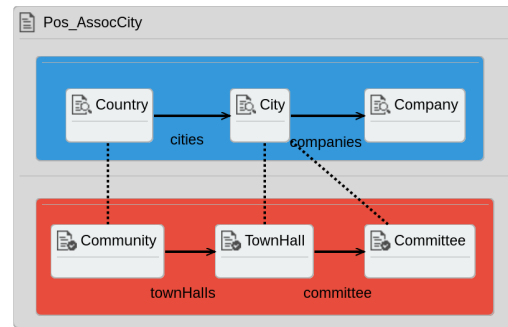 Pos_AssocCity
Country
City
Company
cities
companies
Community
TownHall
Committee
townHalls
committee